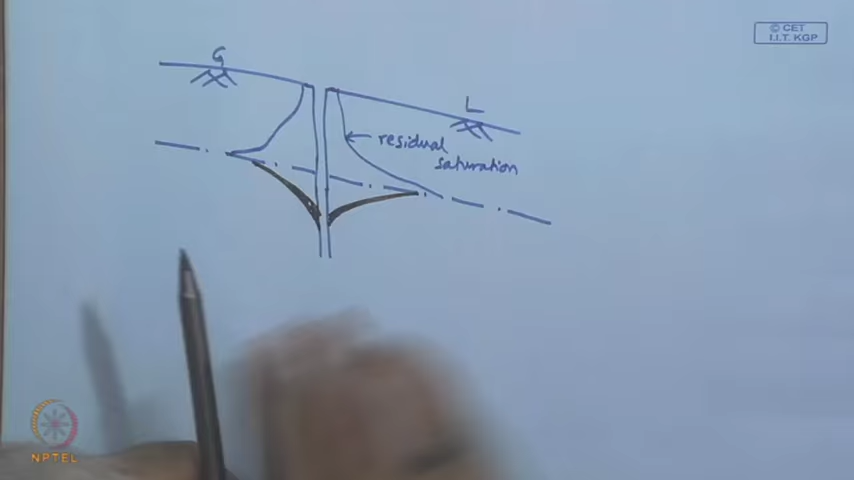 © CET
I.I.T. KGP
G
L
residual
saturation
NPTEL